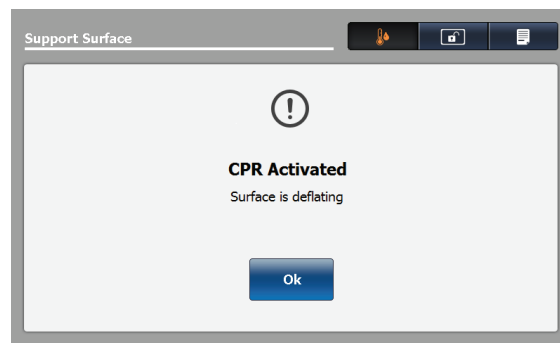 Support Surface
CPR Activated
Surface is deflating
Ok